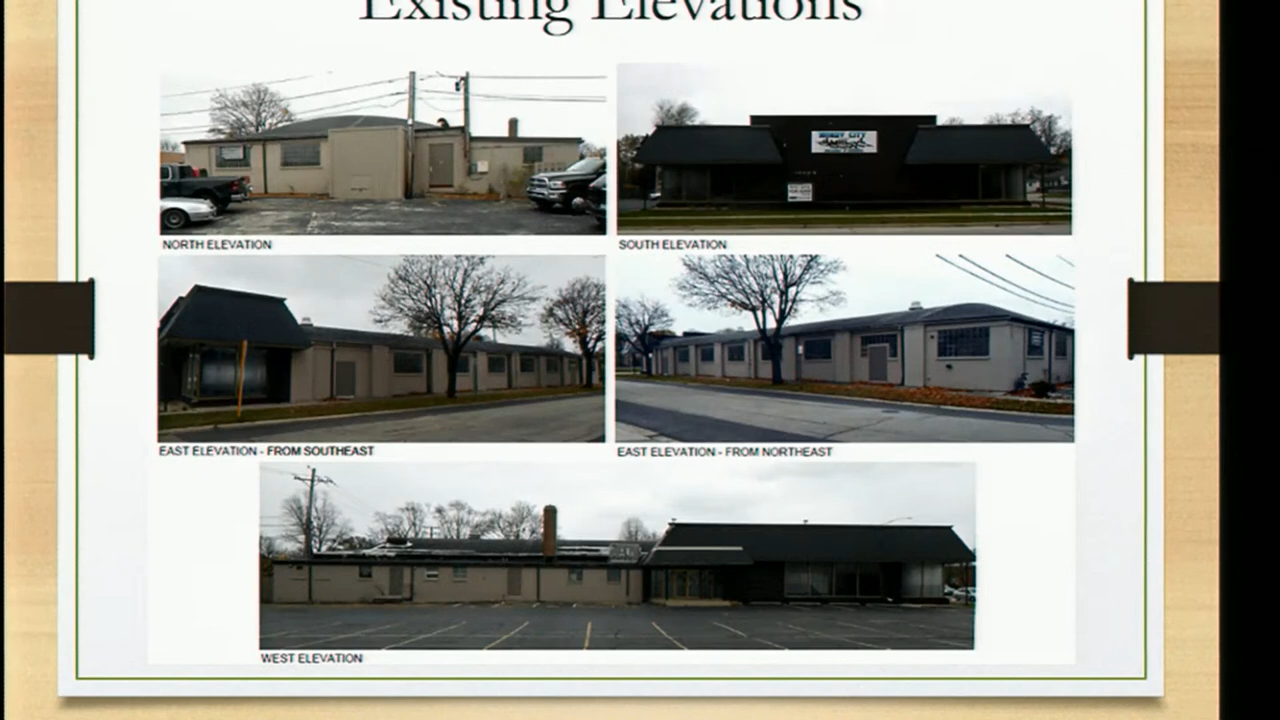 Existing Elevations
NORTH ELEVATION
SOUTH ELEVATION
EAST ELEVATION - FROM SOUTHEAST
EAST ELEVATION - FROM NORTHEAST
WEST ELEVATION